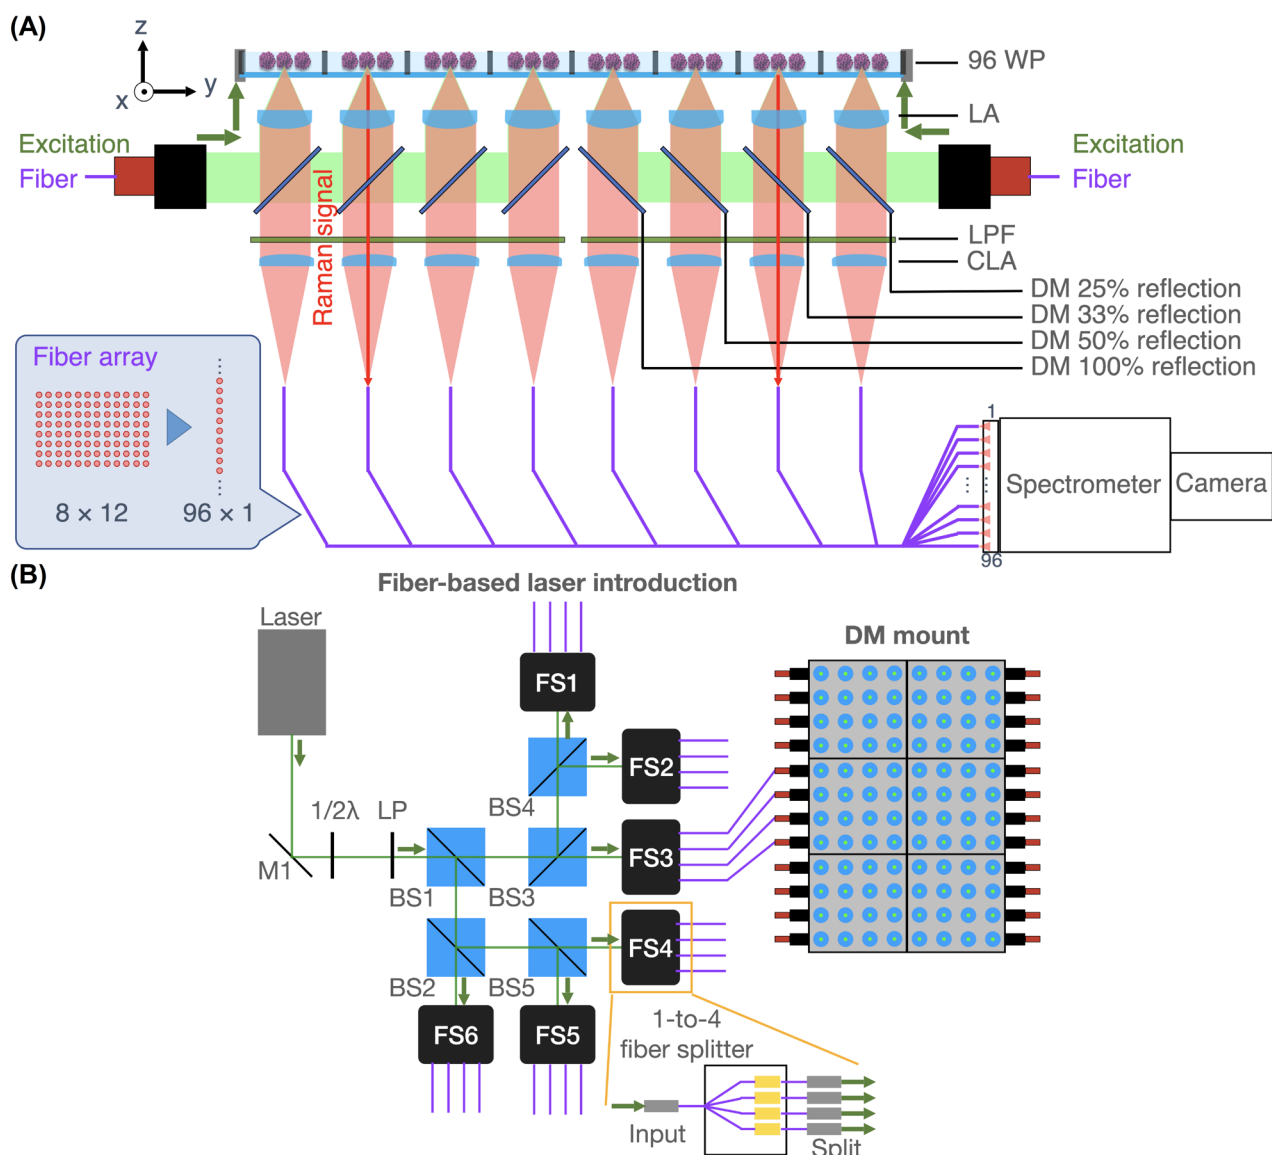 (A)
z
y
x
96 WP
LA
Excitation
Fiber
Excitation
Fiber
Raman signal
LPF
CLA
DM 25% reflection
DM 33% reflection
DM 50% reflection
DM 100% reflection
Fiber array
8 × 12
96 × 1
1
96
Spectrometer
Camera
(B)
Fiber-based laser introduction
Laser
DM mount
FS1
FS2
BS4
1/2λ
LP
M1
BS1
BS3
FS3
FS4
BS2
BS5
FS6
FS5
1-to-4
fiber splitter
Input
Split